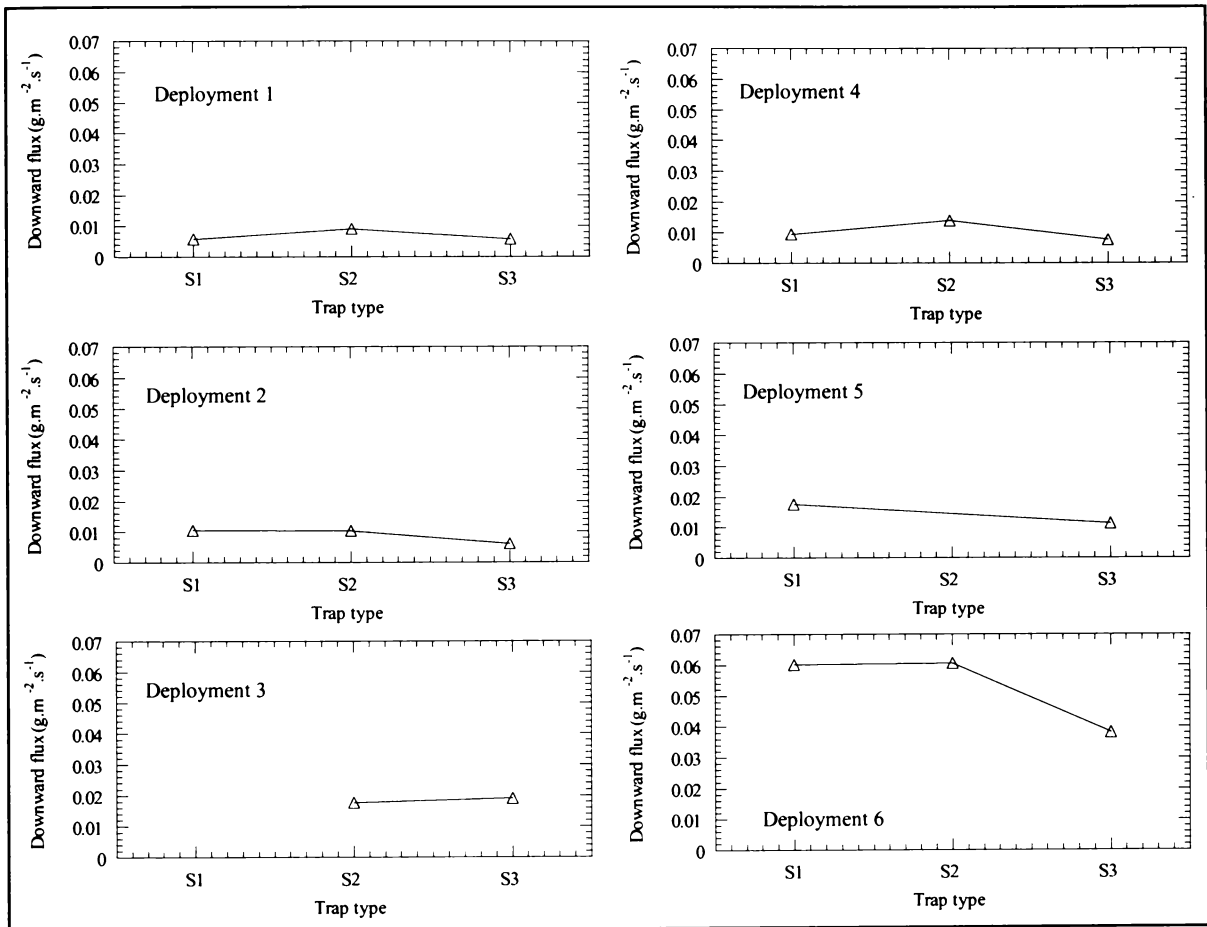 Downward flux (g.m⁻².s⁻¹)
0.07
0.06
0.05
0.04
0.03
0.02
0.01
0
Deployment 1
S1 S2 S3
Trap type
Downward flux (g.m⁻².s⁻¹)
0.07
0.06
0.05
0.04
0.03
0.02
0.01
0
Deployment 4
S1 S2 S3
Trap type
Downward flux (g.m⁻².s⁻¹)
0.07
0.06
0.05
0.04
0.03
0.02
0.01
0
Deployment 2
S1 S2 S3
Trap type
Downward flux (g.m⁻².s⁻¹)
0.07
0.06
0.05
0.04
0.03
0.02
0.01
0
Deployment 5
S1 S2 S3
Trap type
Downward flux (g.m⁻².s⁻¹)
0.07
0.06
0.05
0.04
0.03
0.02
0.01
0
Deployment 3
S1 S2 S3
Trap type
Downward flux (g.m⁻².s⁻¹)
0.07
0.06
0.05
0.04
0.03
0.02
0.01
0
Deployment 6
S1 S2 S3
Trap type